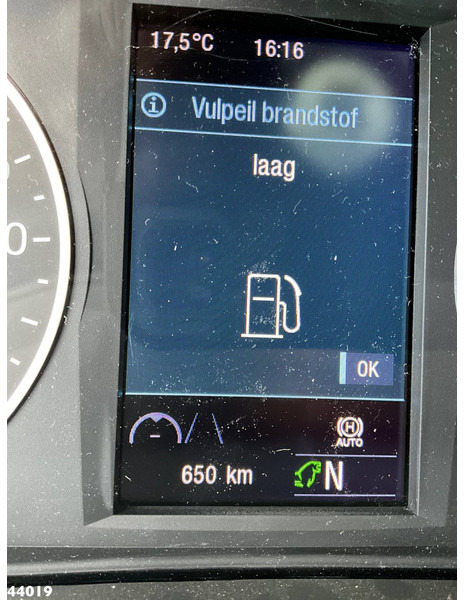 17,5°C 16:16
Vulpeil brandstof
laag
OK
AUTO
650 km N
44019